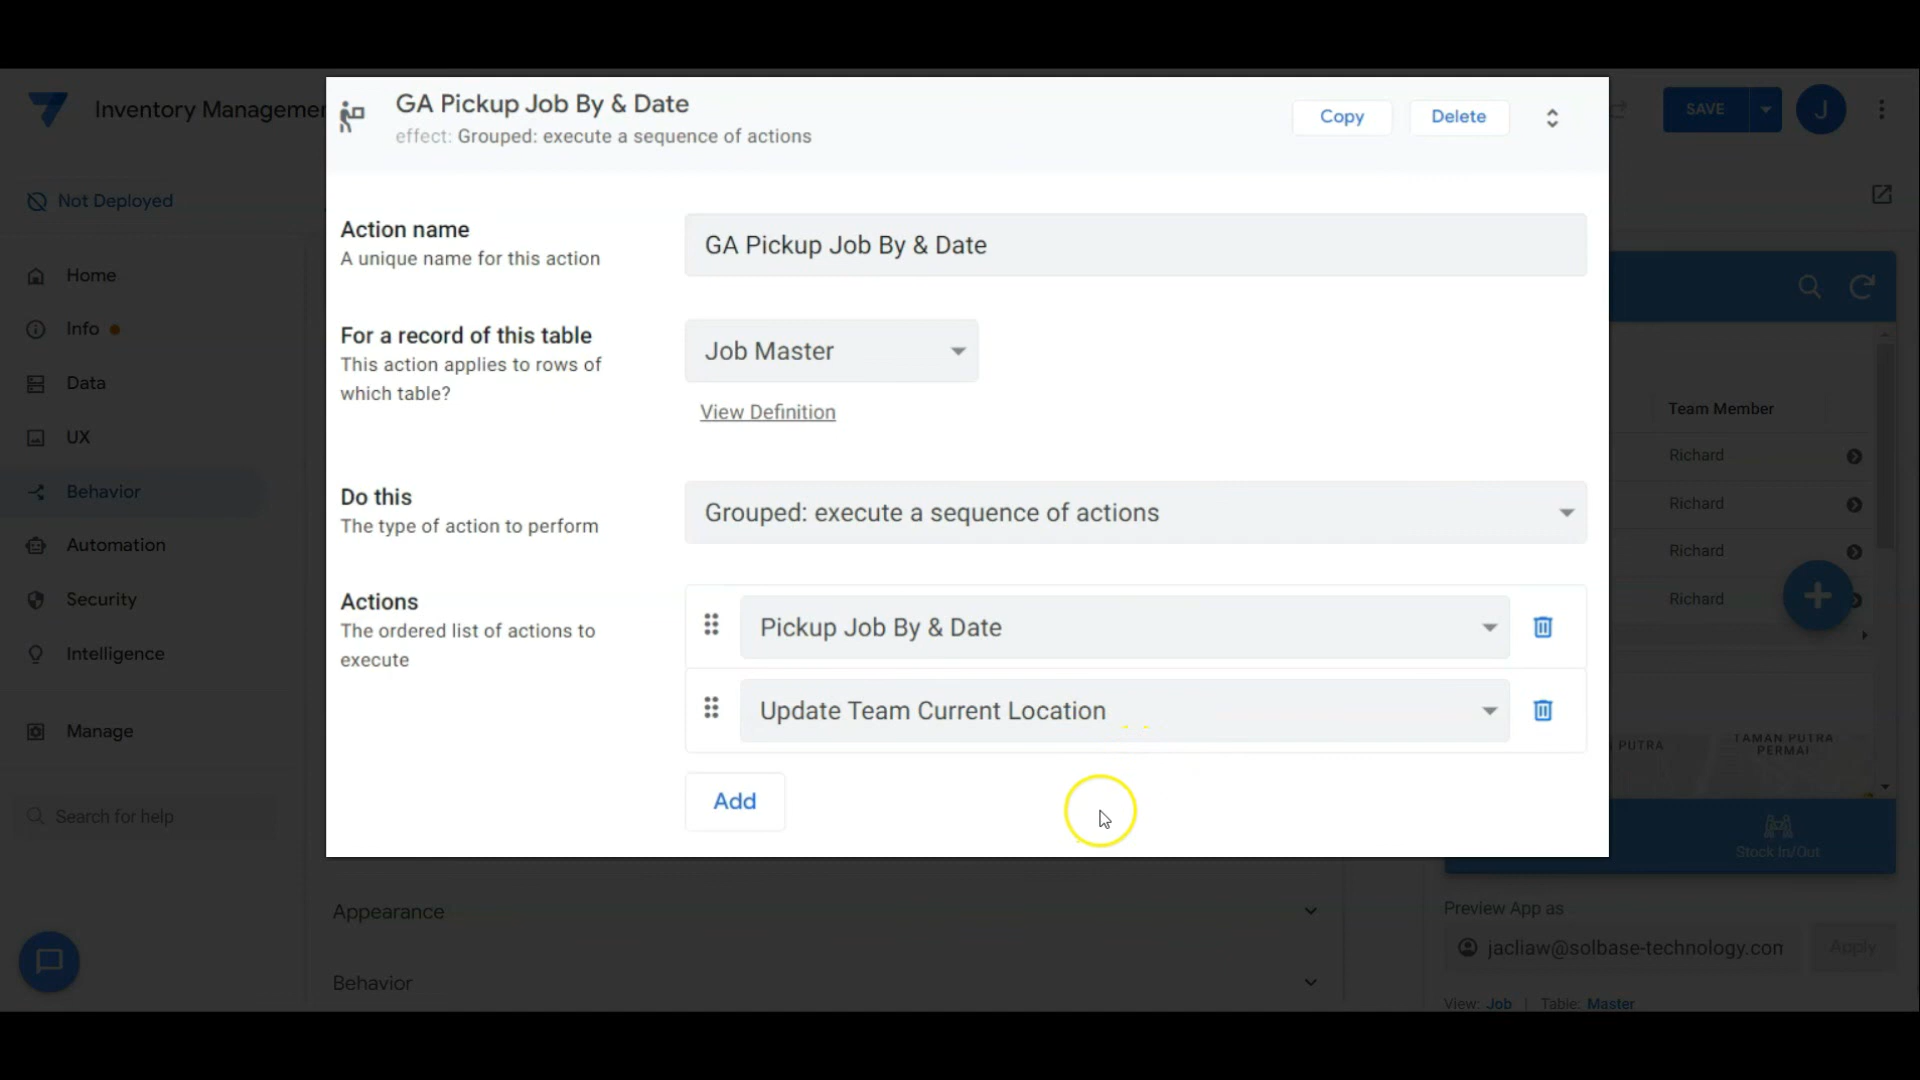 GA Pickup Job By & Date
effect: Grouped: execute a sequence of actions
Copy
Delete
Inventory Managemen
SAVE
J
Not Deployed
Home
Info
Data
UX
Behavior
Automation
Security
Intelligence
Manage
Search for help
Action name
A unique name for this action
GA Pickup Job By & Date
For a record of this table
This action applies to rows of
which table?
Job Master
View Definition
Do this
The type of action to perform
Grouped: execute a sequence of actions
Actions
The ordered list of actions to
execute
Pickup Job By & Date
Update Team Current Location
Add
Appearance
Behavior
Team Member
Richard
Richard
Richard
Richard
PUTRA
TAMAN PUTRA
PERMAI
Stock In/Out
Preview App as
jacliaw@solbase-technology.con
Apply
View: Job | Table: Master